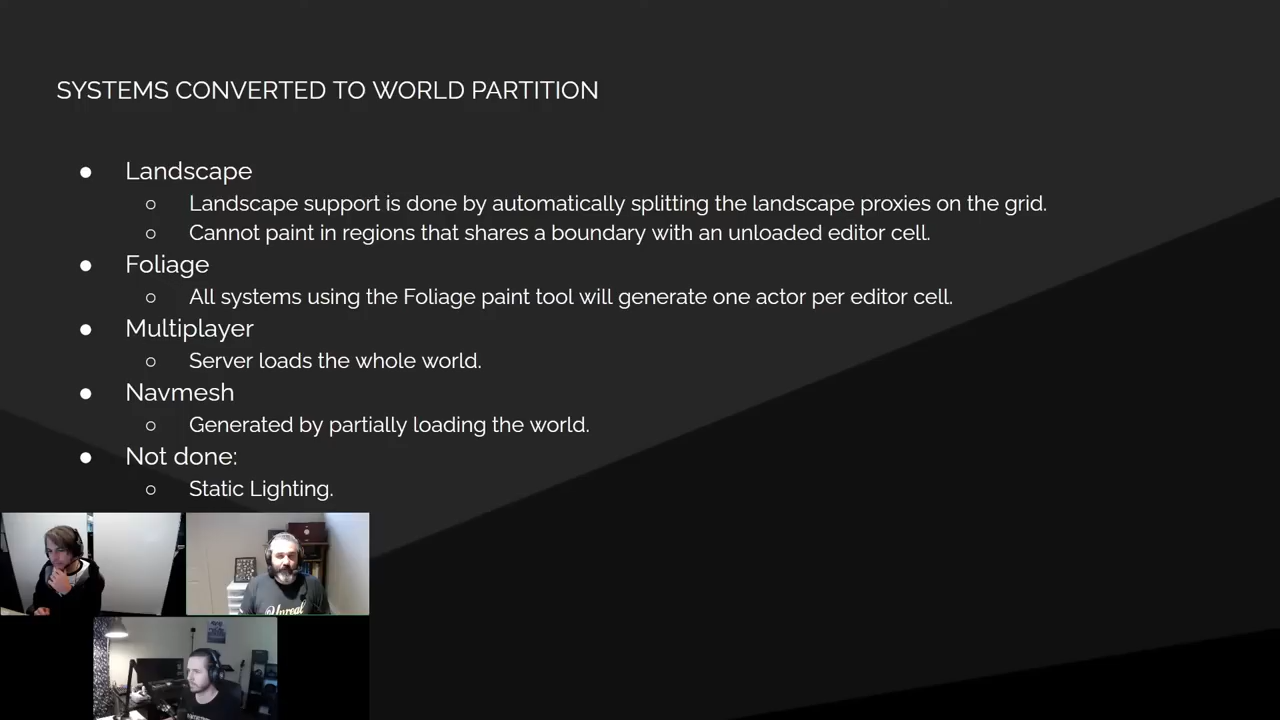 SYSTEMS CONVERTED TO WORLD PARTITION
● Landscape
○ Landscape support is done by automatically splitting the landscape proxies on the grid.
○ Cannot paint in regions that shares a boundary with an unloaded editor cell.
● Foliage
○ All systems using the Foliage paint tool will generate one actor per editor cell.
● Multiplayer
○ Server loads the whole world.
● Navmesh
○ Generated by partially loading the world.
● Not done:
○ Static Lighting.
Unreal